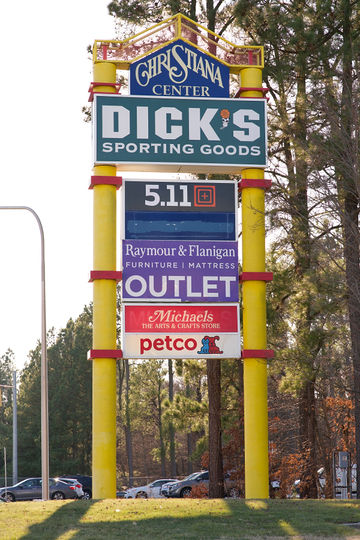 CHRISTIANA
CENTER
DICK'S
SPORTING GOODS
5.11
Raymour & Flanigan
FURNITURE | MATTRESS
OUTLET
Michaels
THE ARTS & CRAFTS STORE
petco